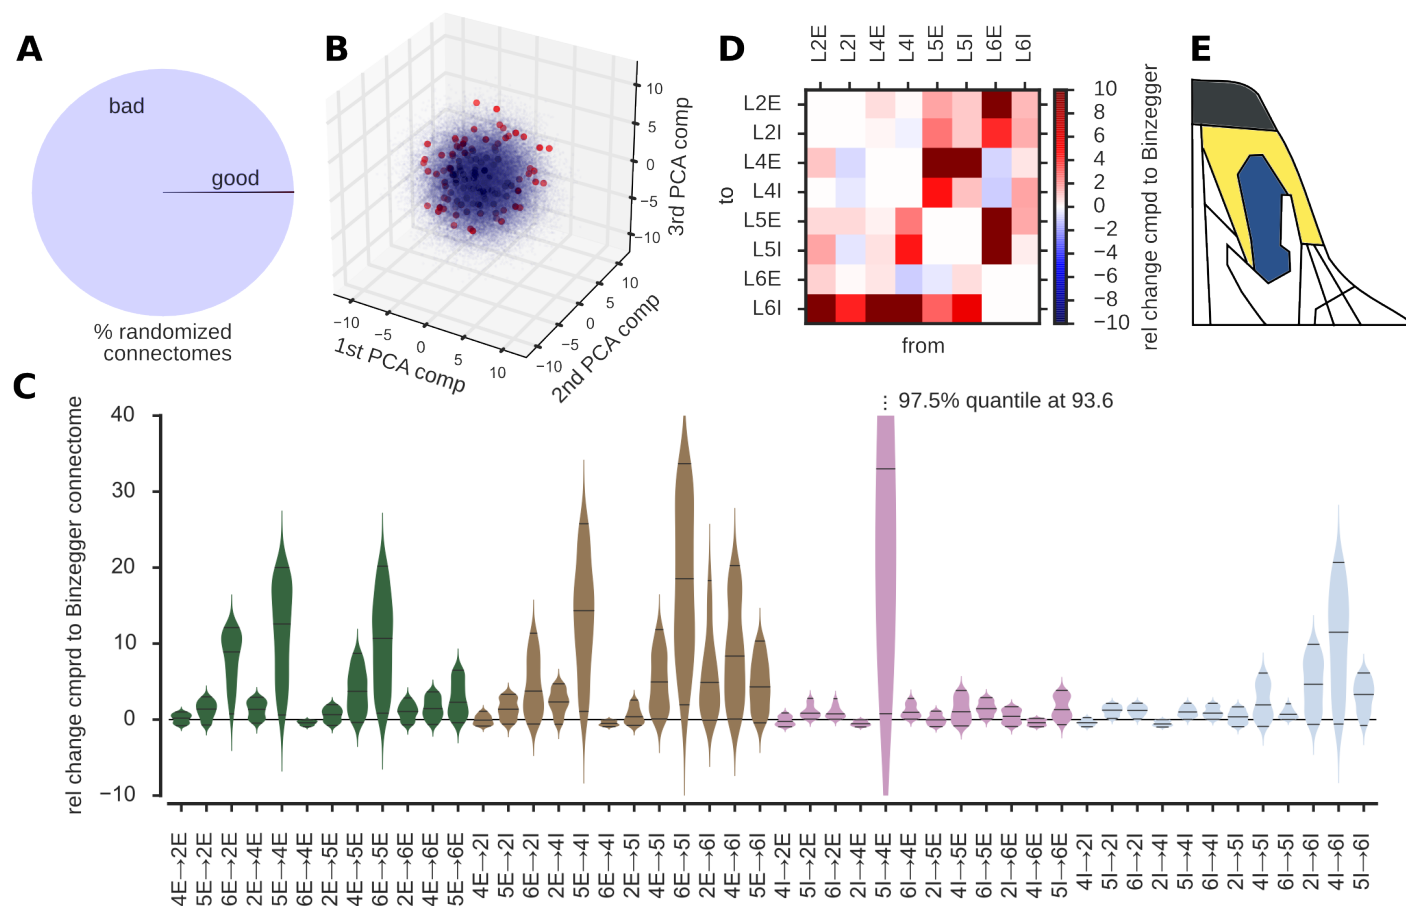 A
bad
good
% randomized
connectomes
B
10
5
0
−5
−10
3rd PCA comp
−10
−5
0
5
10
1st PCA comp
−10
−5
0
5
10
2nd PCA comp
D
L2E
L2I
L4E
L4I
L5E
L5I
L6E
L6I
L2E
L2I
L4E
L4I
L5E
L5I
L6E
L6I
to
from
10
8
6
4
2
0
−2
−4
−6
−8
−10
rel change cmpd to Binzegger
E
C
rel change cmprd to Binzegger connectome
40
30
20
10
0
−10
97.5% quantile at 93.6
4E→2E
5E→2E
6E→2E
2E→4E
5E→4E
6E→4E
2E→5E
4E→5E
6E→5E
2E→6E
4E→6E
5E→6E
4E→2I
5E→2I
6E→2I
2E→4I
5E→4I
6E→4I
2E→5I
4E→5I
6E→5I
2E→6I
4E→6I
5E→6I
4I→2E
5I→2E
6I→2E
2I→4E
5I→4E
6I→4E
2I→5E
4I→5E
6I→5E
2I→6E
4I→6E
5I→6E
4I→2I
5I→2I
6I→2I
2I→4I
5I→4I
6I→4I
2I→5I
4I→5I
6I→5I
2I→6I
4I→6I
5I→6I